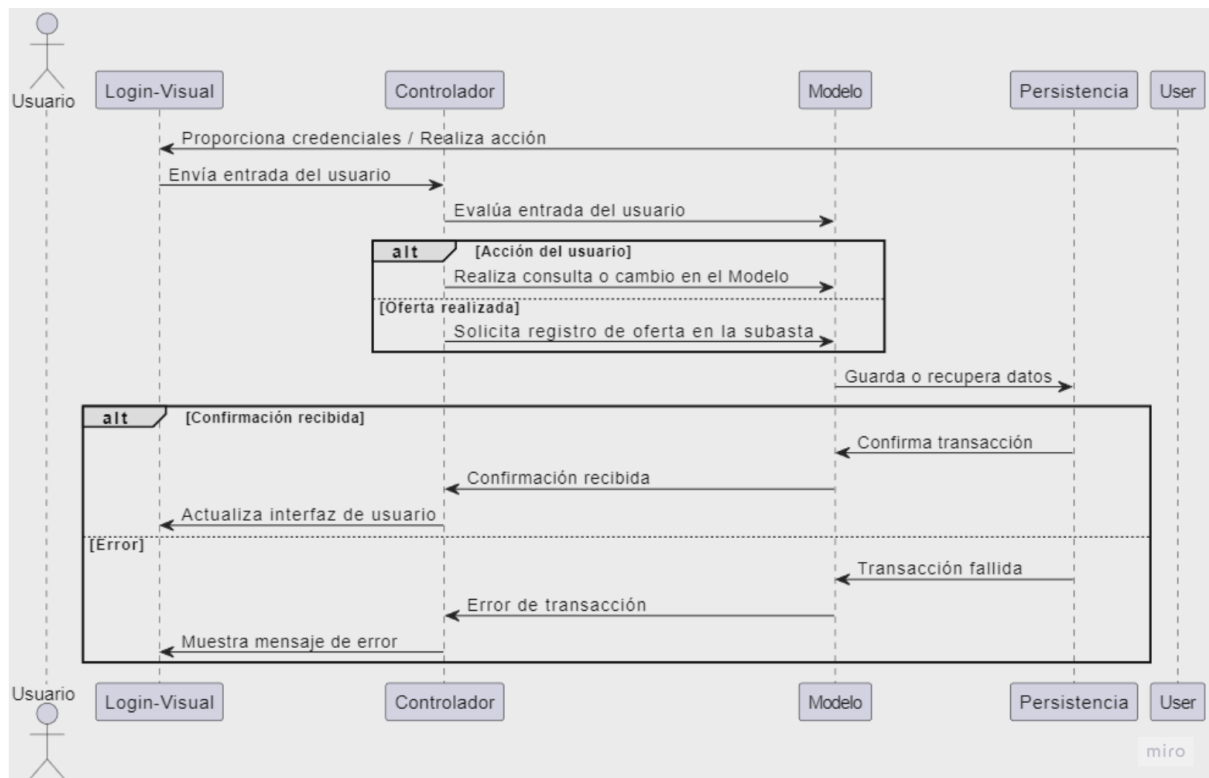 Usuario
Login-Visual
Controlador
Modelo
Persistencia
User
Proporciona credenciales / Realiza acción
Envía entrada del usuario
Evalúa entrada del usuario
alt [Acción del usuario]
Realiza consulta o cambio en el Modelo
[Oferta realizada]
Solicita registro de oferta en la subasta
Guarda o recupera datos
alt [Confirmación recibida]
Confirma transacción
Confirmación recibida
Actualiza interfaz de usuario
[Error]
Transacción fallida
Error de transacción
Muestra mensaje de error
Usuario
Login-Visual
Controlador
Modelo
Persistencia
User
miro